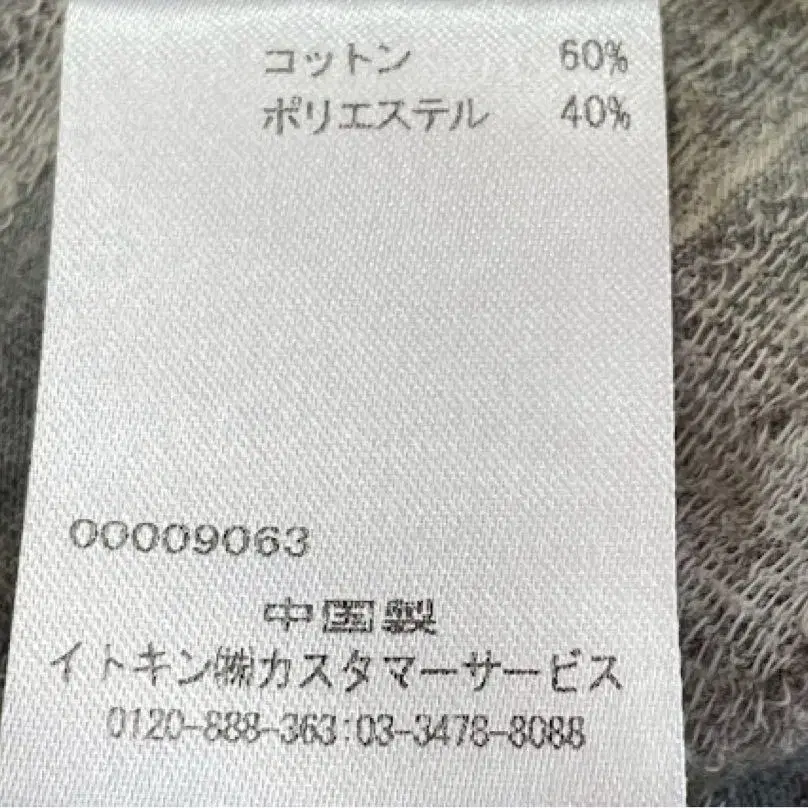 コットン 60%
ポリエステル 40%
00009063
中国製
イトキン㈱カスタマーサービス
0120-888-363:03-3478-8088